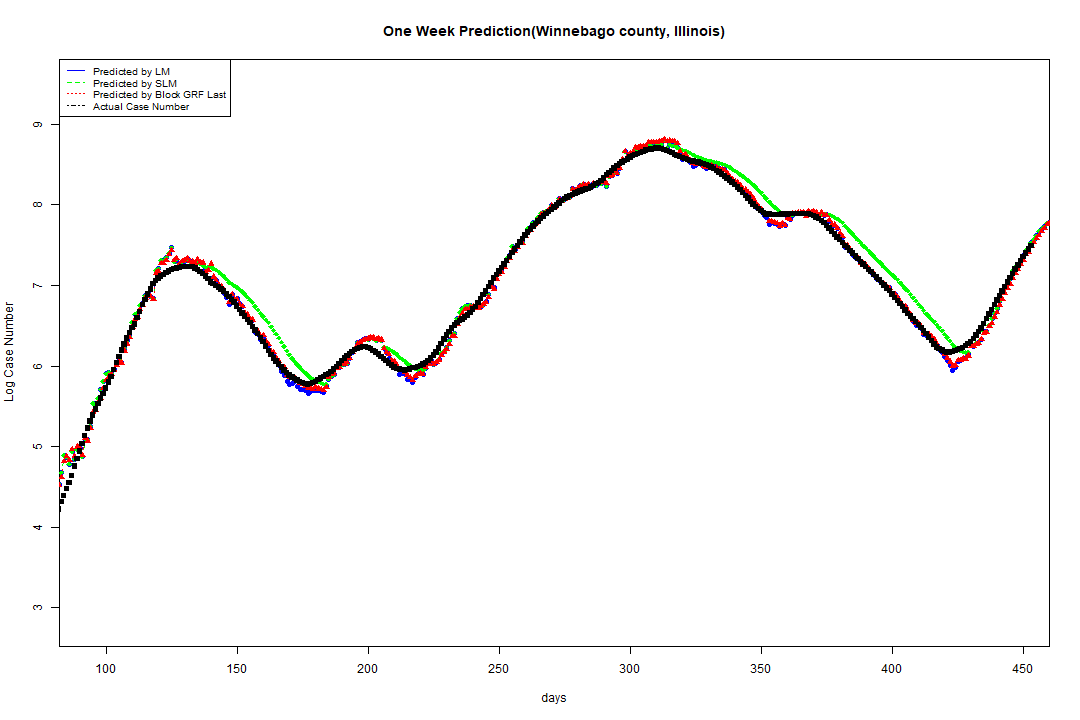 One Week Prediction(Winnebago county, Illinois)
Predicted by LM
Predicted by SLM
Predicted by Block GRF Last
Actual Case Number
9
8
7
6
5
4
3
Log Case Number
100 150 200 250 300 350 400 450
days